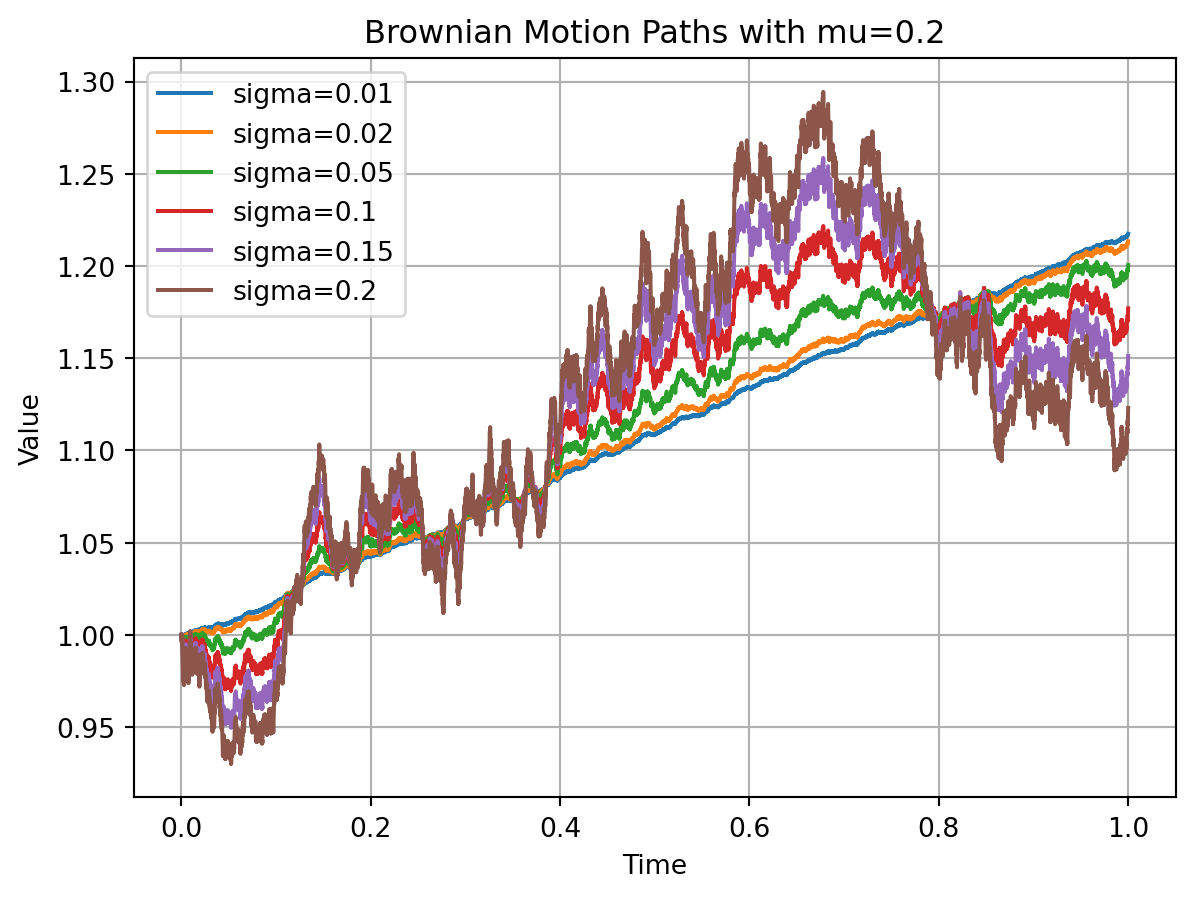 Brownian Motion Paths with mu=0.2
1.30
1.25
1.20
1.15
1.10
1.05
1.00
0.95
Value
sigma=0.01
sigma=0.02
sigma=0.05
sigma=0.1
sigma=0.15
sigma=0.2
0.0 0.2 0.4 0.6 0.8 1.0
Time